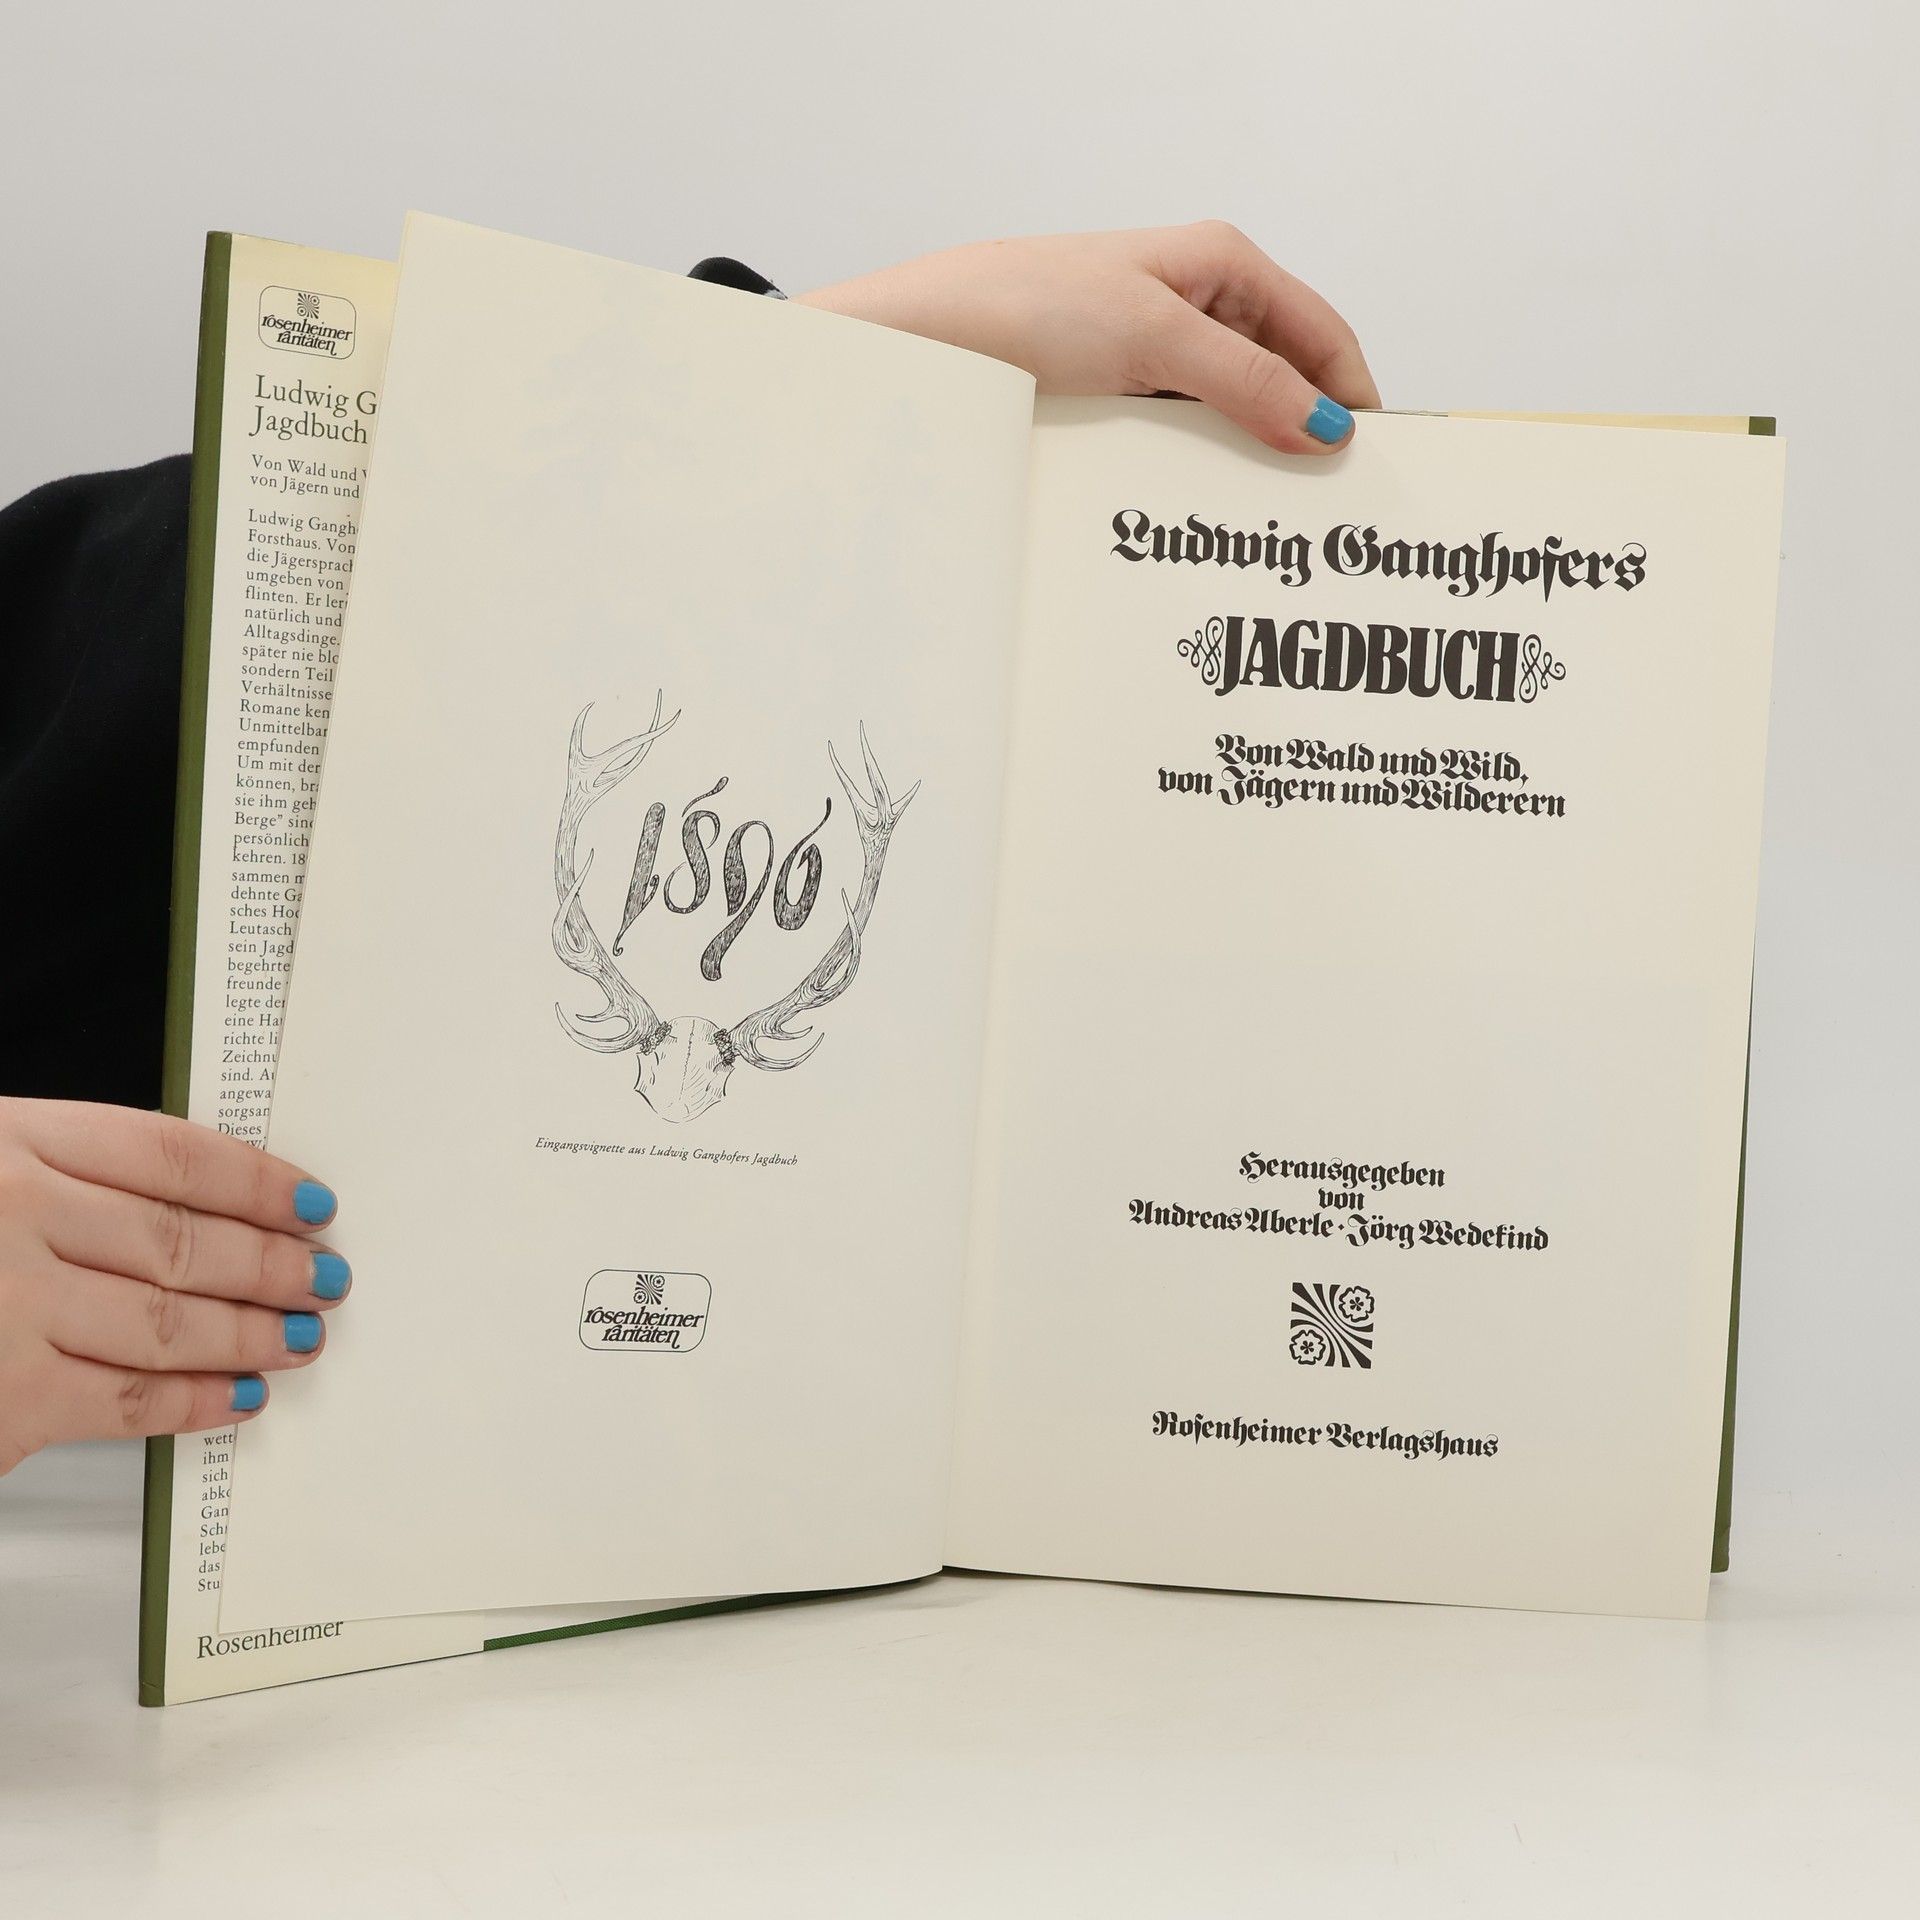 rosenheimer
raritäten
Ludwig G
Jagdbuch
Von Wald und
von Jägern und
Ludwig Gangh
Forsthaus. Von
die Jägersprach
umgeben von
flinten. Er ler
natürlich und
Alltagsdinge.
später nie blo
sondern Teil
Verhältnisse
Romane ken
Unmittelbar
empfunden
Um mit der
können, bra
sie ihm geh
Berge" sind
persönlich
kehren. 18
sammen m
dehnte Ga
sches Hoc
Leutasch
sein Jagd
begehrte
freunde
legte der
eine Ha
richte li
Zeichnu
sind. Au
angewa
sorgsam
Dieses
wett
ihm
sich
abko
Gan
Sch
lebe
das
Stu
Rosenheimer
1896
Eingangsvignette aus Ludwig Ganghofers Jagdbuch
rosenheimer
raritäten
Ludwig Ganghofers
JAGDBUCH
Von Wald und Wild,
von Jägern und Wilderern
Herausgegeben
von
Andreas Aberle · Jörg Wedekind
Rosenheimer Verlagshaus